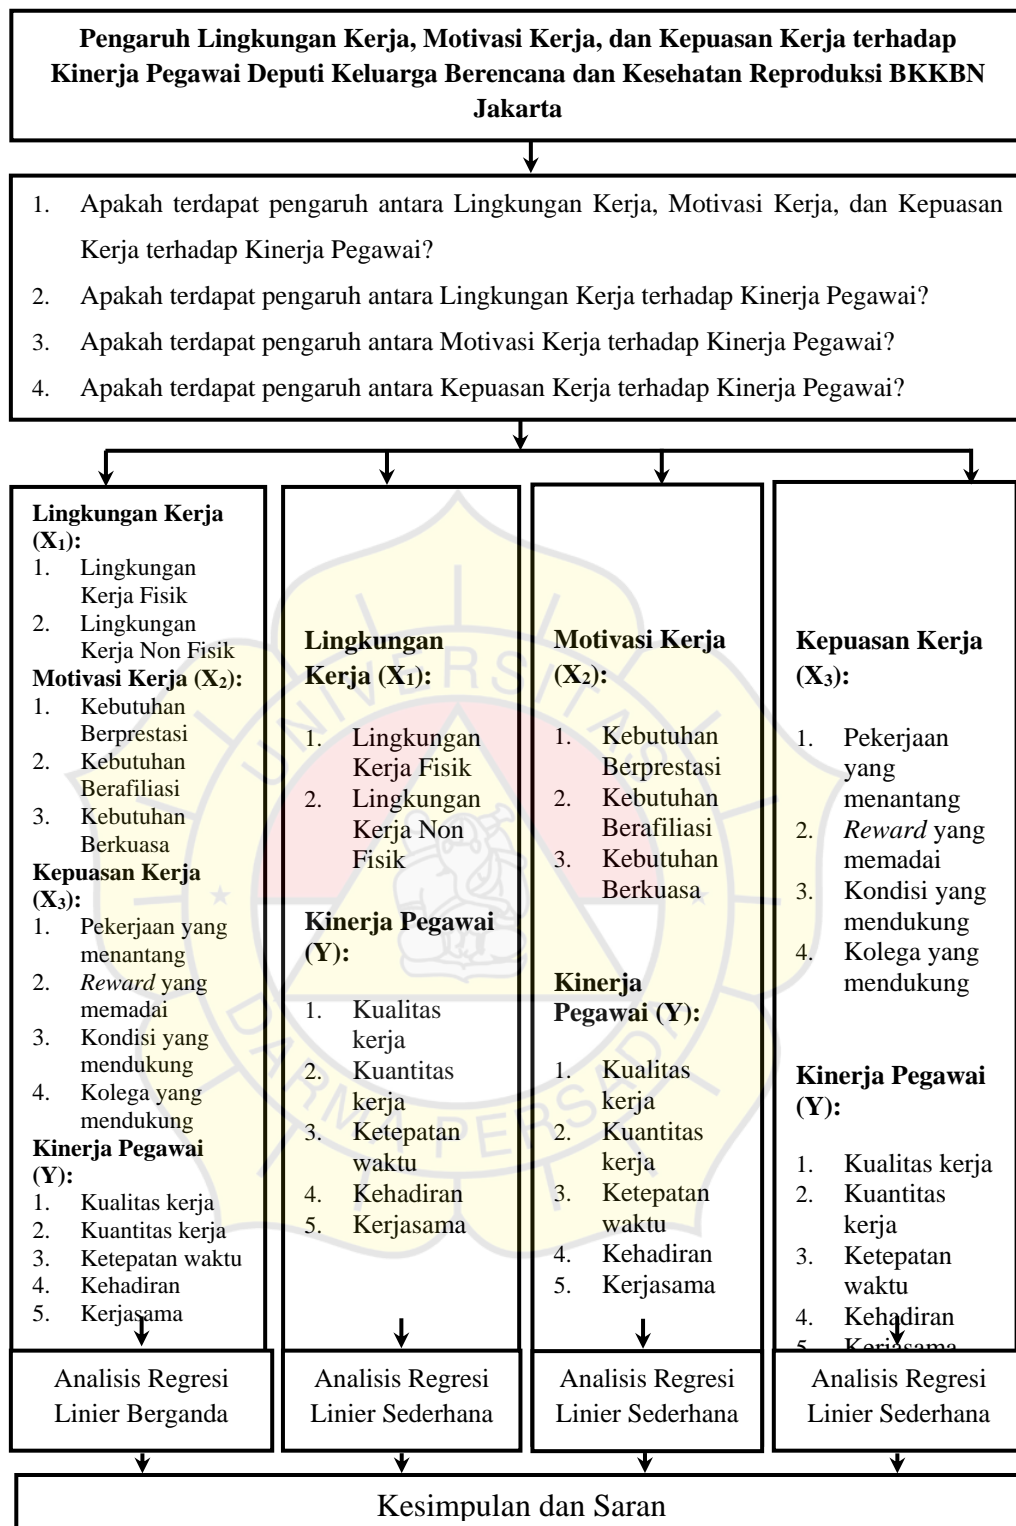 Pengaruh Lingkungan Kerja, Motivasi Kerja, dan Kepuasan Kerja terhadap
Kinerja Pegawai Deputi Keluarga Berencana dan Kesehatan Reproduksi BKKBN
Jakarta
1. Apakah terdapat pengaruh antara Lingkungan Kerja, Motivasi Kerja, dan Kepuasan
Kerja terhadap Kinerja Pegawai?
2. Apakah terdapat pengaruh antara Lingkungan Kerja terhadap Kinerja Pegawai?
3. Apakah terdapat pengaruh antara Motivasi Kerja terhadap Kinerja Pegawai?
4. Apakah terdapat pengaruh antara Kepuasan Kerja terhadap Kinerja Pegawai?
Lingkungan Kerja
(X1):
1. Lingkungan
Kerja Fisik
2. Lingkungan
Kerja Non Fisik
Motivasi Kerja (X2):
1. Kebutuhan
Berprestasi
2. Kebutuhan
Berafiliasi
3. Kebutuhan
Berkuasa
Kepuasan Kerja
(X3):
1. Pekerjaan yang
menantang
2. Reward yang
memadai
3. Kondisi yang
mendukung
4. Kolega yang
mendukung
Kinerja Pegawai
(Y):
1. Kualitas kerja
2. Kuantitas kerja
3. Ketepatan waktu
4. Kehadiran
5. Kerjasama
Lingkungan
Kerja (X1):
1. Lingkungan
Kerja Fisik
2. Lingkungan
Kerja Non
Fisik
Kinerja Pegawai
(Y):
1. Kualitas
kerja
2. Kuantitas
kerja
3. Ketepatan
waktu
4. Kehadiran
5. Kerjasama
Motivasi Kerja
(X2):
1. Kebutuhan
Berprestasi
2. Kebutuhan
Berafiliasi
3. Kebutuhan
Berkuasa
Kinerja
Pegawai (Y):
1. Kualitas
kerja
2. Kuantitas
kerja
3. Ketepatan
waktu
4. Kehadiran
5. Kerjasama
Kepuasan Kerja
(X3):
1. Pekerjaan
yang
menantang
2. Reward yang
memadai
3. Kondisi yang
mendukung
4. Kolega yang
mendukung
Kinerja Pegawai
(Y):
1. Kualitas kerja
2. Kuantitas
kerja
3. Ketepatan
waktu
4. Kehadiran
5. Kerjasama
Analisis Regresi
Linier Berganda
Analisis Regresi
Linier Sederhana
Analisis Regresi
Linier Sederhana
Analisis Regresi
Linier Sederhana
Kesimpulan dan Saran
UNIVERSITAS
DARMA PERSADA